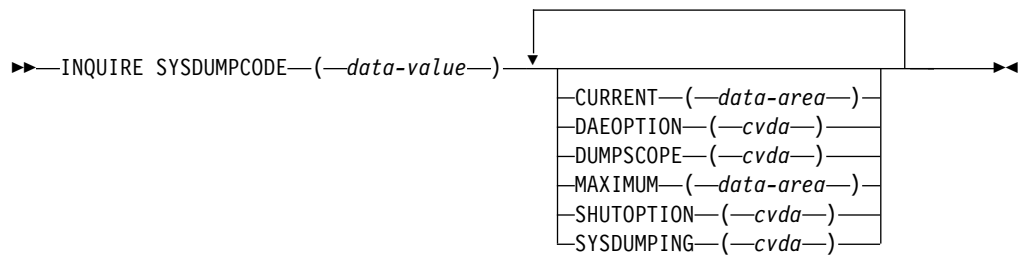 INQUIRE SYSDUMPCODE ( data-value )
CURRENT ( data-area )
DAEOPTION ( cvda )
DUMPSCOPE ( cvda )
MAXIMUM ( data-area )
SHUTOPTION ( cvda )
SYSDUMPING ( cvda )